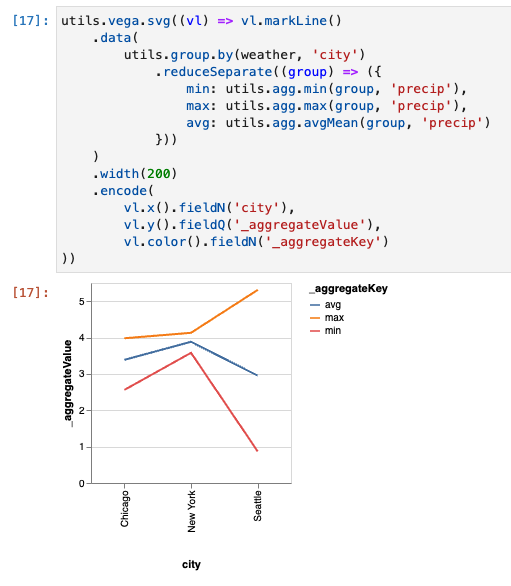 [17]: utils.vega.svg((vl) => vl.markLine()
.data(
utils.group.by(weather, 'city')
.reduceSeparate((group) => ({
min: utils.agg.min(group, 'precip'),
max: utils.agg.max(group, 'precip'),
avg: utils.agg.avgMean(group, 'precip')
}))
)
.width(200)
.encode(
vl.x().fieldN('city'),
vl.y().fieldQ('_aggregateValue'),
vl.color().fieldN('_aggregateKey')
))
[17]:
_aggregateKey
avg
max
min
_aggregateValue
5
4
3
2
1
0
Chicago
New York
Seattle
city